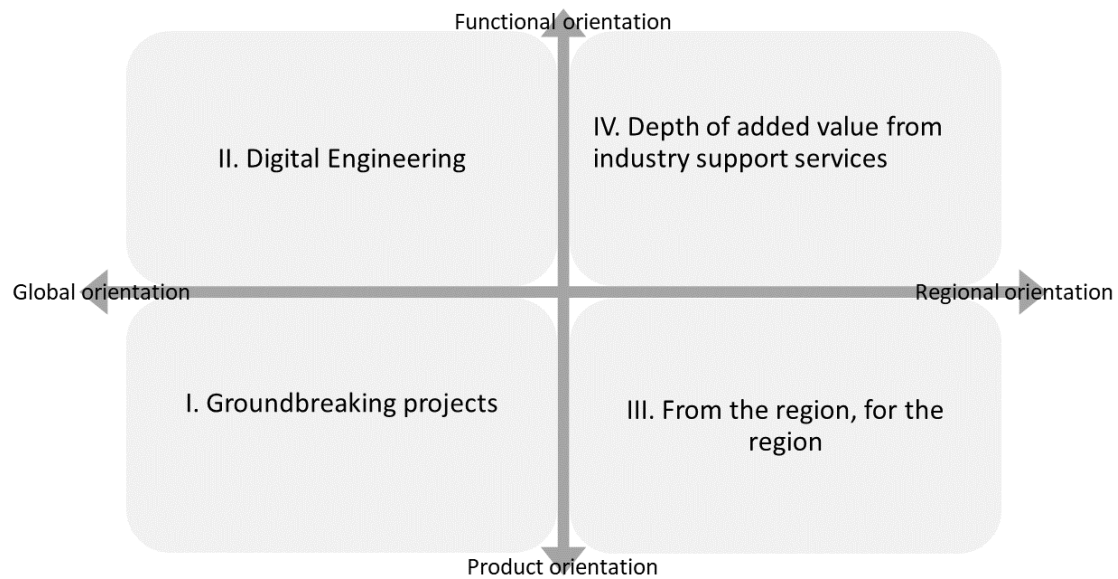 Functional orientation
II. Digital Engineering
IV. Depth of added value from
industry support services
Global orientation
Regional orientation
I. Groundbreaking projects
III. From the region, for the
region
Product orientation